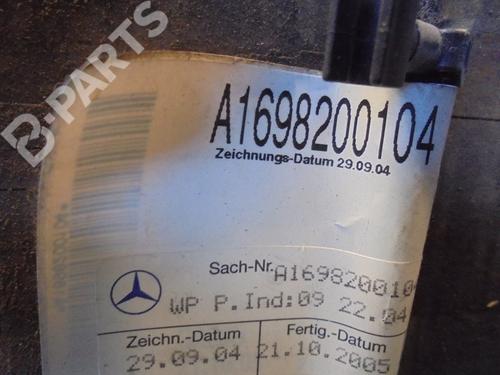 B-PARTS
A1698200104
Zeichnungs-Datum 29.09.04
Sach-Nr. A169820010
WP P.Ind:09 22.04
Zeichn.-Datum Fertig.-Datum
29.09.04 21.10.2005